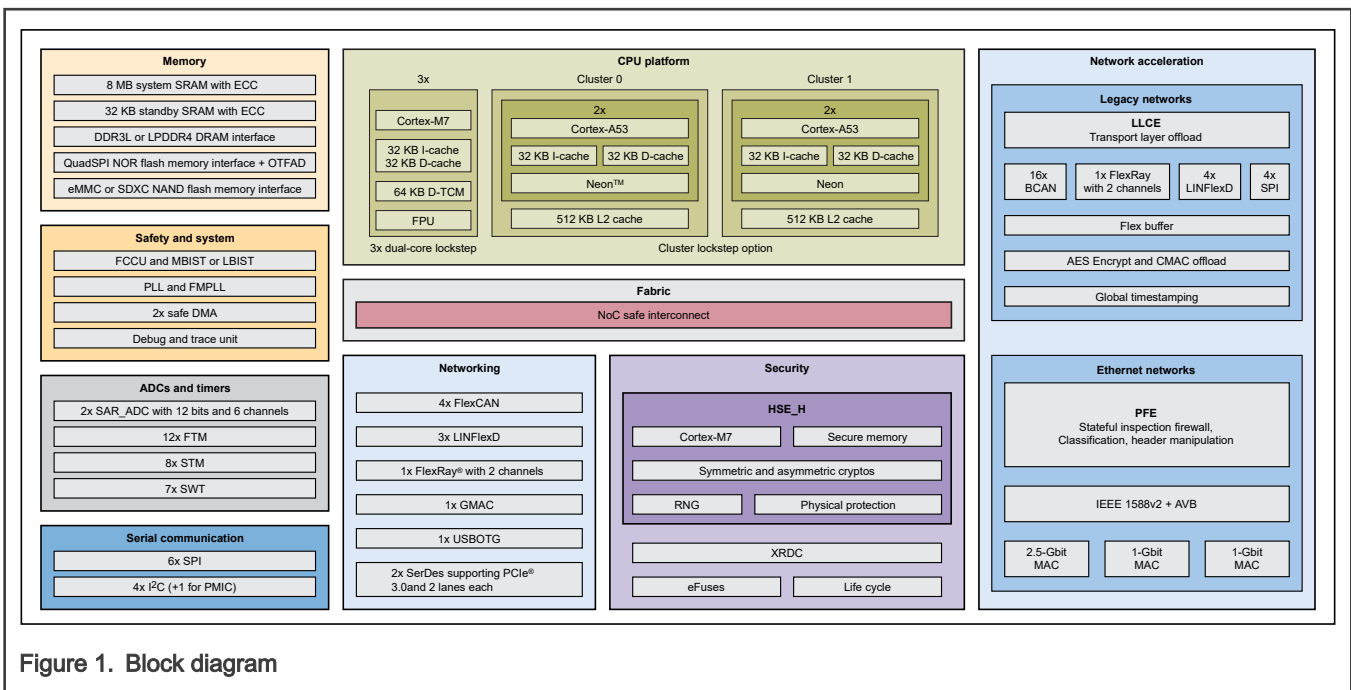 Memory
8 MB system SRAM with ECC
32 KB standby SRAM with ECC
DDR3L or LPDDR4 DRAM interface
QuadSPI NOR flash memory interface + OTFAD
eMMC or SDXC NAND flash memory interface
Safety and system
FCCU and MBIST or LBIST
PLL and FMPLL
2x safe DMA
Debug and trace unit
ADCs and timers
2x SAR_ADC with 12 bits and 6 channels
12x FTM
8x STM
7x SWT
Serial communication
6x SPI
4x I²C (+1 for PMIC)
CPU platform
3x
Cortex-M7
32 KB I-cache
32 KB D-cache
64 KB D-TCM
FPU
3x dual-core lockstep
Cluster 0
2x
Cortex-A53
32 KB I-cache
32 KB D-cache
Neon™
512 KB L2 cache
Cluster 1
2x
Cortex-A53
32 KB I-cache
32 KB D-cache
Neon
512 KB L2 cache
Cluster lockstep option
Fabric
NoC safe interconnect
Networking
4x FlexCAN
3x LINFlexD
1x FlexRay® with 2 channels
1x GMAC
1x USBOTG
2x SerDes supporting PCIe®
3.0and 2 lanes each
Security
HSE_H
Cortex-M7
Secure memory
Symmetric and asymmetric cryptos
RNG
Physical protection
XRDC
eFuses
Life cycle
Network acceleration
Legacy networks
LLCE
Transport layer offload
16x
BCAN
1x FlexRay
with 2 channels
4x
LINFlexD
4x
SPI
Flex buffer
AES Encrypt and CMAC offload
Global timestamping
Ethernet networks
PFE
Stateful inspection firewall,
Classification, header manipulation
IEEE 1588v2 + AVB
2.5-Gbit
MAC
1-Gbit
MAC
1-Gbit
MAC
Figure 1. Block diagram